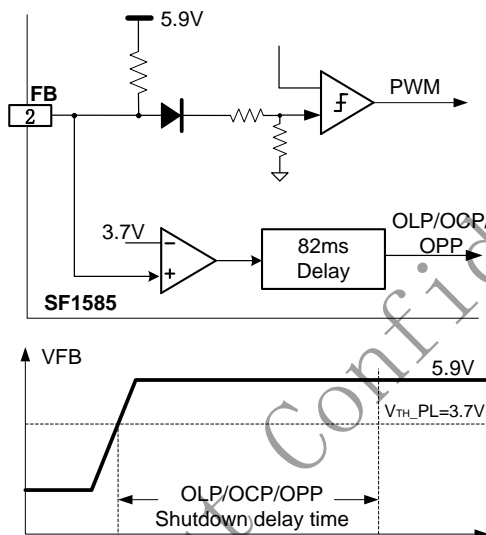 5.9V
FB
2
PWM
3.7V
−
+
82ms
Delay
OLP/OCP/
OPP
SF1585
VFB
5.9V
VTH_PL=3.7V
OLP/OCP/OPP
Shutdown delay time
Confid